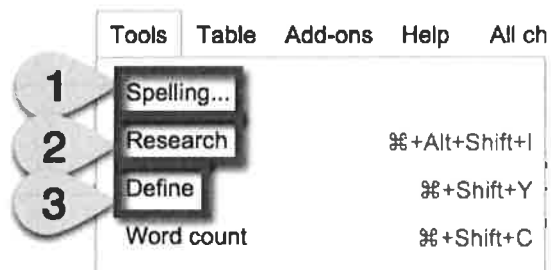 Tools Table Add-ons Help All ch
1 Spelling...
2 Research ⌘+Alt+Shift+I
3 Define ⌘+Shift+Y
Word count ⌘+Shift+C